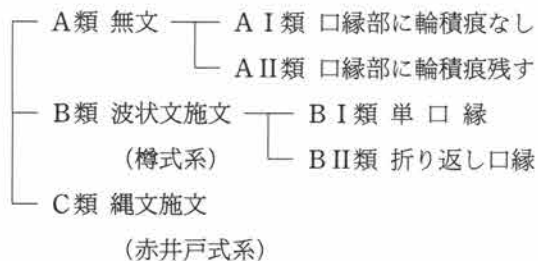 A類 無文 A I類 口縁部に輪積痕なし
A II類 口縁部に輪積痕残す
B類 波状文施文 B I類 単口縁
(樽式系) B II類 折り返し口縁
C類 縄文施文
(赤井戸式系)